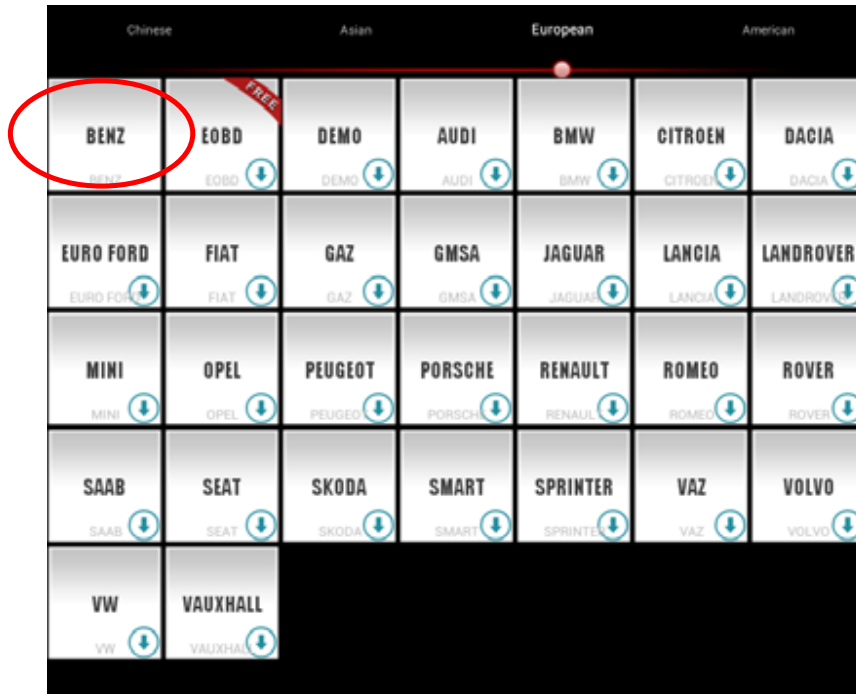 Chinese Asian European American
BENZ EOBD DEMO AUDI BMW CITROEN DACIA
FREE
BENZ EOBD DEMO AUDI BMW CITROEN DACIA
EURO FORD FIAT GAZ GMSA JAGUAR LANCIA LANDROVER
EURO FORD FIAT GAZ GMSA JAGUAR LANCIA LANDROVER
MINI OPEL PEUGEOT PORSCHE RENAULT ROMEO ROVER
MINI OPEL PEUGEOT PORSCHE RENAULT ROMEO ROVER
SAAB SEAT SKODA SMART SPRINTER VAZ VOLVO
SAAB SEAT SKODA SMART SPRINTER VAZ VOLVO
VW VAUXHALL
VW VAUXHALL